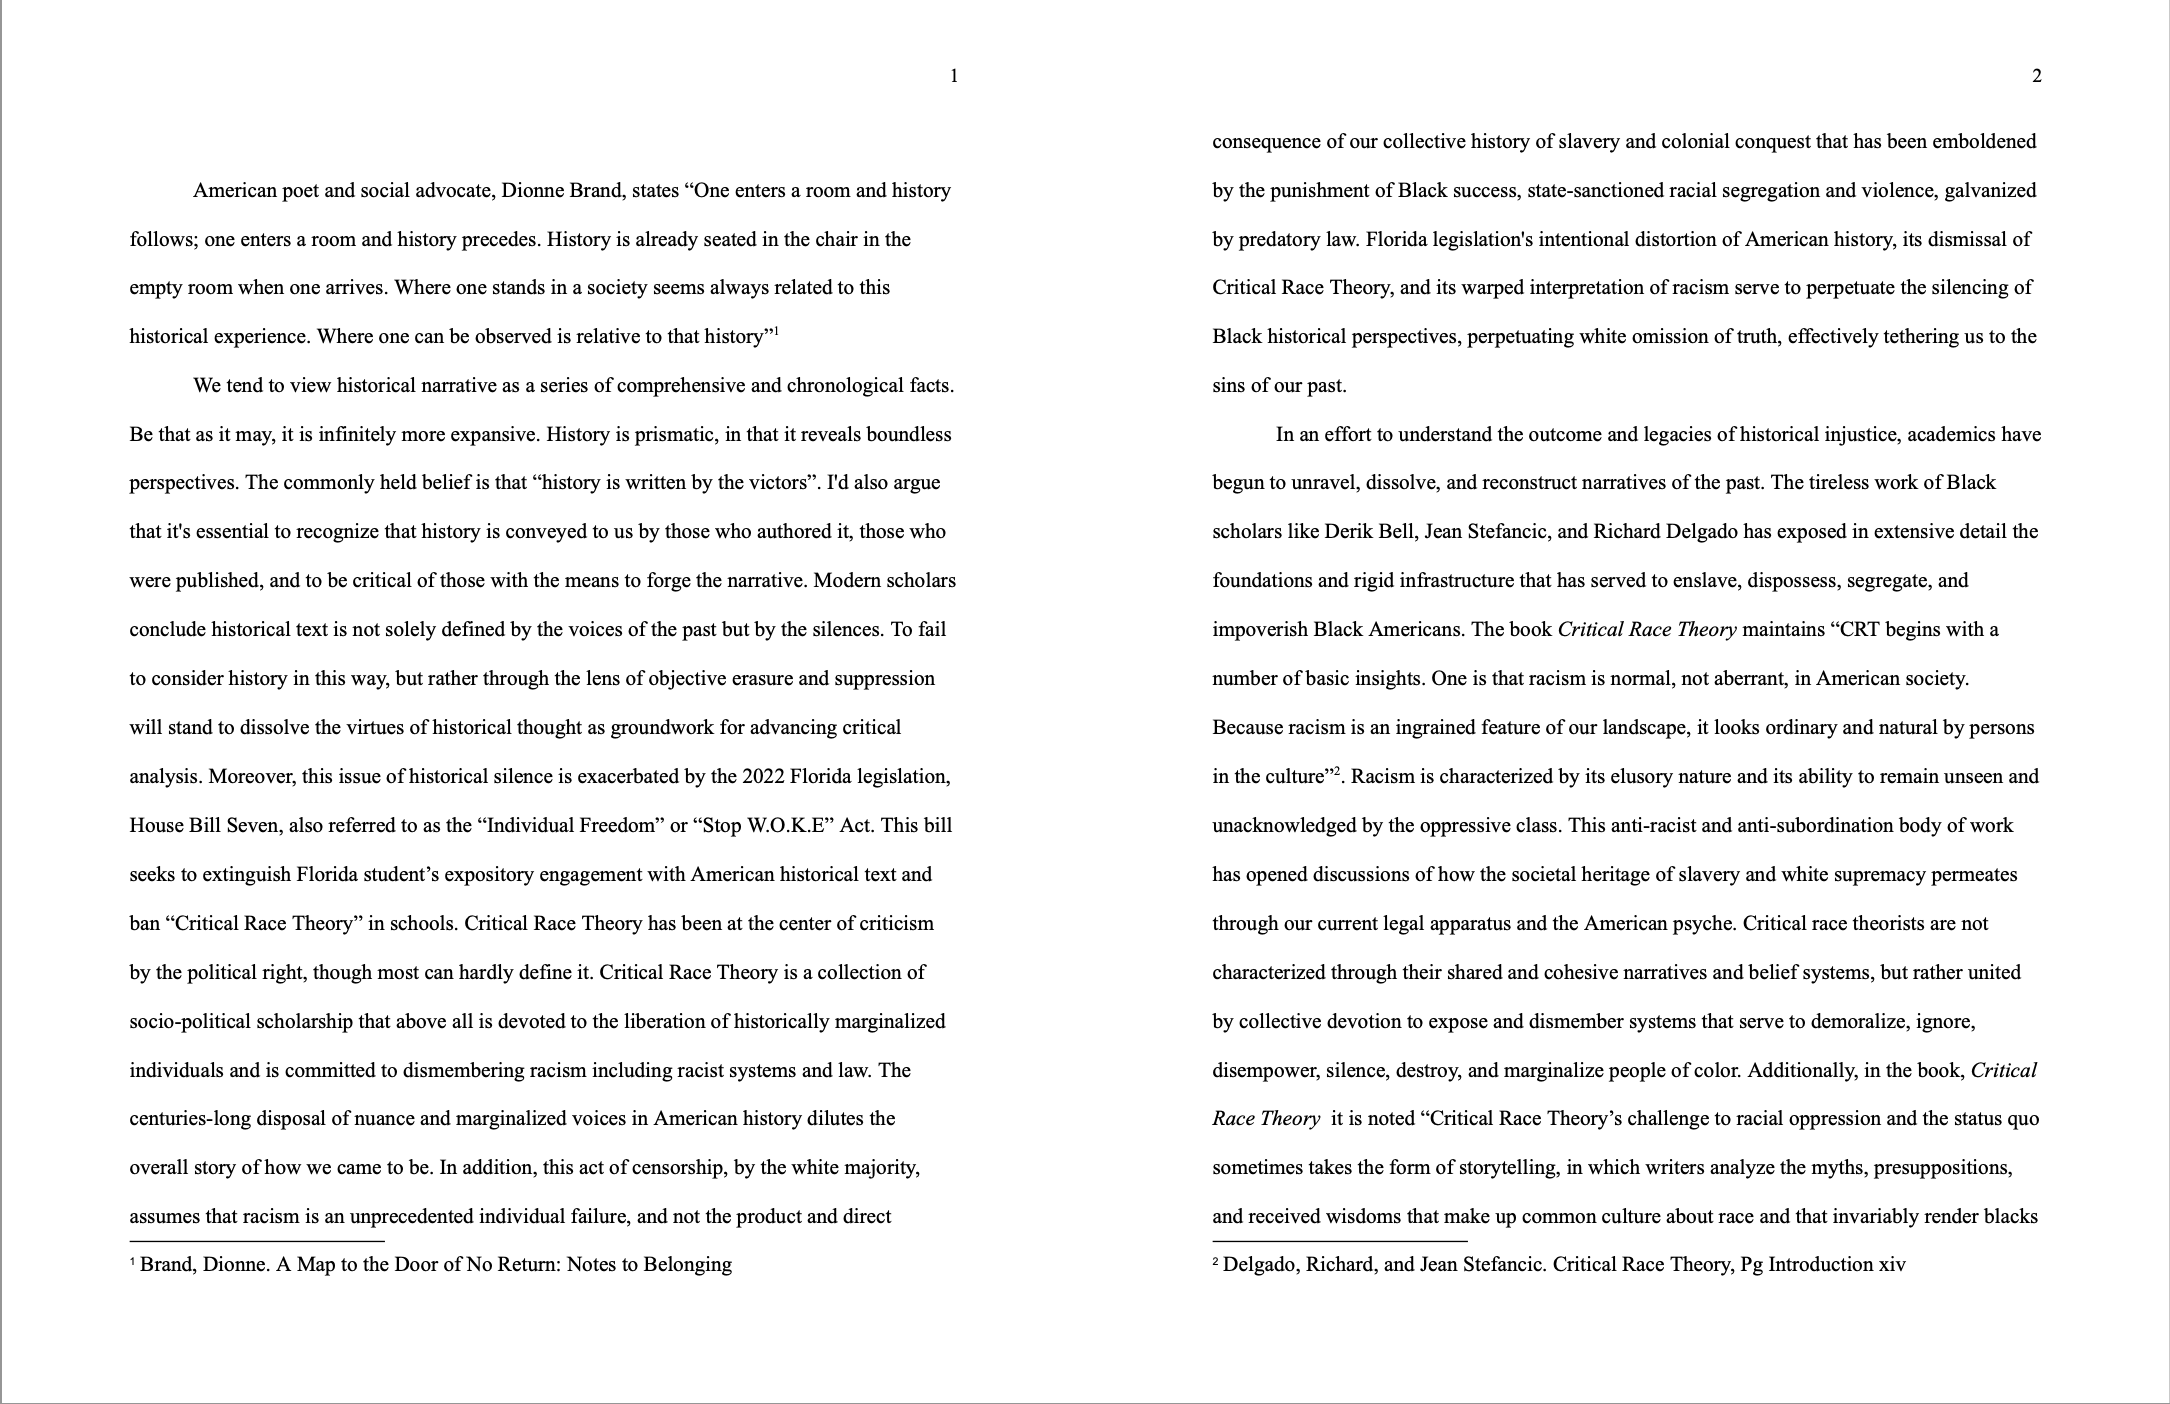 1
American poet and social advocate, Dionne Brand, states “One enters a room and history
follows; one enters a room and history precedes. History is already seated in the chair in the
empty room when one arrives. Where one stands in a society seems always related to this
historical experience. Where one can be observed is relative to that history”1
We tend to view historical narrative as a series of comprehensive and chronological facts.
Be that as it may, it is infinitely more expansive. History is prismatic, in that it reveals boundless
perspectives. The commonly held belief is that “history is written by the victors”. I'd also argue
that it's essential to recognize that history is conveyed to us by those who authored it, those who
were published, and to be critical of those with the means to forge the narrative. Modern scholars
conclude historical text is not solely defined by the voices of the past but by the silences. To fail
to consider history in this way, but rather through the lens of objective erasure and suppression
will stand to dissolve the virtues of historical thought as groundwork for advancing critical
analysis. Moreover, this issue of historical silence is exacerbated by the 2022 Florida legislation,
House Bill Seven, also referred to as the “Individual Freedom” or “Stop W.O.K.E” Act. This bill
seeks to extinguish Florida student’s expository engagement with American historical text and
ban “Critical Race Theory” in schools. Critical Race Theory has been at the center of criticism
by the political right, though most can hardly define it. Critical Race Theory is a collection of
socio-political scholarship that above all is devoted to the liberation of historically marginalized
individuals and is committed to dismembering racism including racist systems and law. The
centuries-long disposal of nuance and marginalized voices in American history dilutes the
overall story of how we came to be. In addition, this act of censorship, by the white majority,
assumes that racism is an unprecedented individual failure, and not the product and direct
1 Brand, Dionne. A Map to the Door of No Return: Notes to Belonging
2
consequence of our collective history of slavery and colonial conquest that has been emboldened
by the punishment of Black success, state-sanctioned racial segregation and violence, galvanized
by predatory law. Florida legislation's intentional distortion of American history, its dismissal of
Critical Race Theory, and its warped interpretation of racism serve to perpetuate the silencing of
Black historical perspectives, perpetuating white omission of truth, effectively tethering us to the
sins of our past.
In an effort to understand the outcome and legacies of historical injustice, academics have
begun to unravel, dissolve, and reconstruct narratives of the past. The tireless work of Black
scholars like Derik Bell, Jean Stefancic, and Richard Delgado has exposed in extensive detail the
foundations and rigid infrastructure that has served to enslave, dispossess, segregate, and
impoverish Black Americans. The book Critical Race Theory maintains “CRT begins with a
number of basic insights. One is that racism is normal, not aberrant, in American society.
Because racism is an ingrained feature of our landscape, it looks ordinary and natural by persons
in the culture”2. Racism is characterized by its elusory nature and its ability to remain unseen and
unacknowledged by the oppressive class. This anti-racist and anti-subordination body of work
has opened discussions of how the societal heritage of slavery and white supremacy permeates
through our current legal apparatus and the American psyche. Critical race theorists are not
characterized through their shared and cohesive narratives and belief systems, but rather united
by collective devotion to expose and dismember systems that serve to demoralize, ignore,
disempower, silence, destroy, and marginalize people of color. Additionally, in the book, Critical
Race Theory it is noted “Critical Race Theory’s challenge to racial oppression and the status quo
sometimes takes the form of storytelling, in which writers analyze the myths, presuppositions,
and received wisdoms that make up common culture about race and that invariably render blacks
2 Delgado, Richard, and Jean Stefancic. Critical Race Theory, Pg Introduction xiv